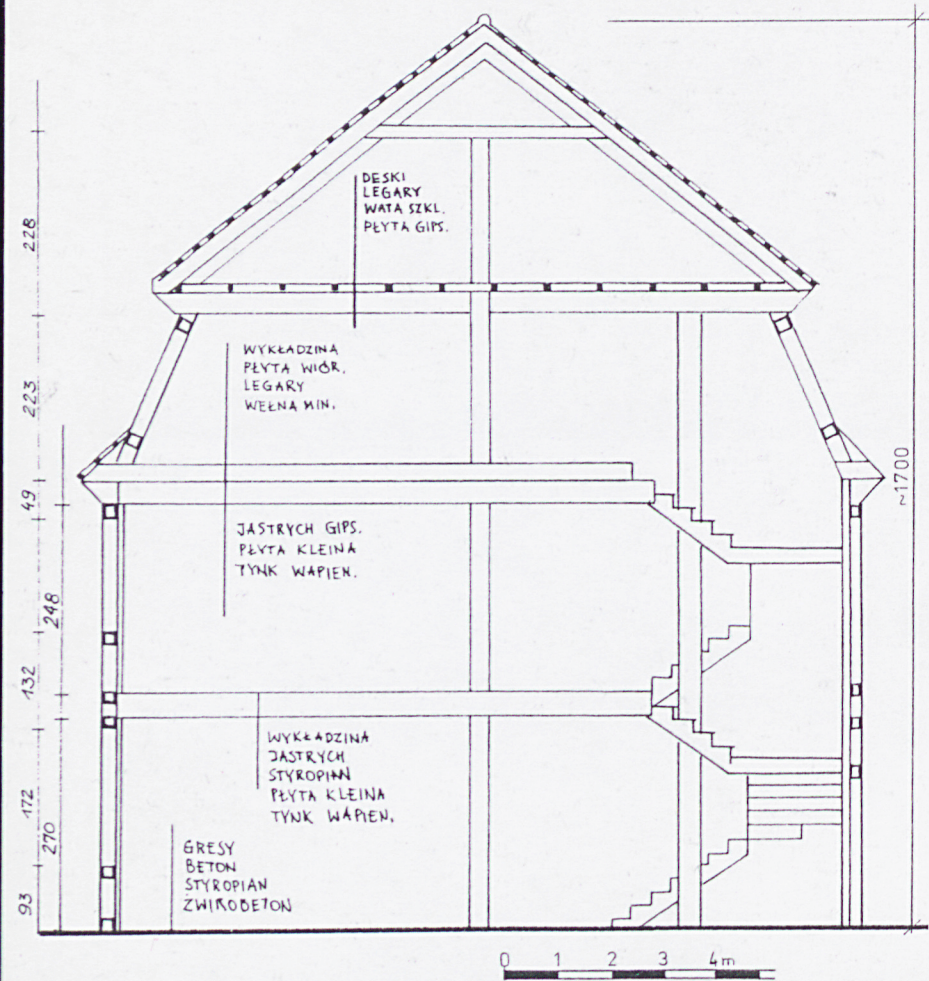 DESKI
LEGARY
WATA SZKL.
PŁYTA GIPS.
228
WYKŁADZINA
PŁYTA WIÓR.
LEGARY
WEŁNA MIN.
223
~1700
49
JASTRYCH GIPS.
PŁYTA KLEINA
TYNK WAPIEN.
248
132
WYKŁADZINA
JASTRYCH
STYROPIAN
PŁYTA KLEINA
TYNK WAPIEN.
172
270
GRESY
BETON
STYROPIAN
ŻWIROBETON
93
0 1 2 3 4m